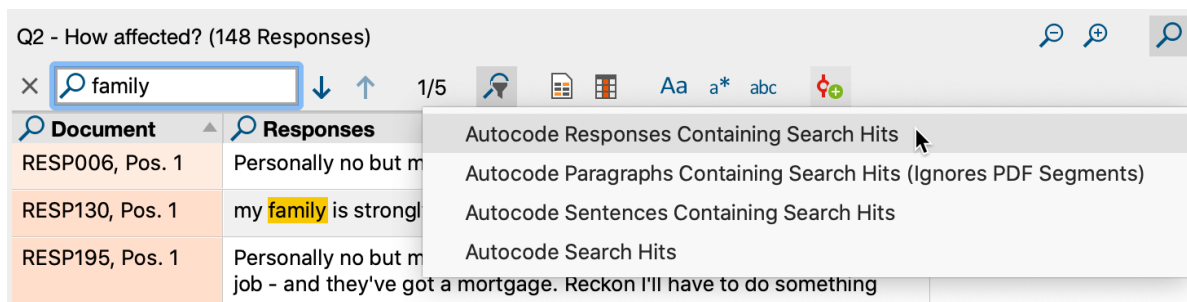 Q2 - How affected? (148 Responses)
family
1/5
Aa a* abc
Document Responses
RESP006, Pos. 1 Personally no but m
RESP130, Pos. 1 my family is strongl
RESP195, Pos. 1 Personally no but m
job - and they've got a mortgage. Reckon I'll have to do something
Autocode Responses Containing Search Hits
Autocode Paragraphs Containing Search Hits (Ignores PDF Segments)
Autocode Sentences Containing Search Hits
Autocode Search Hits